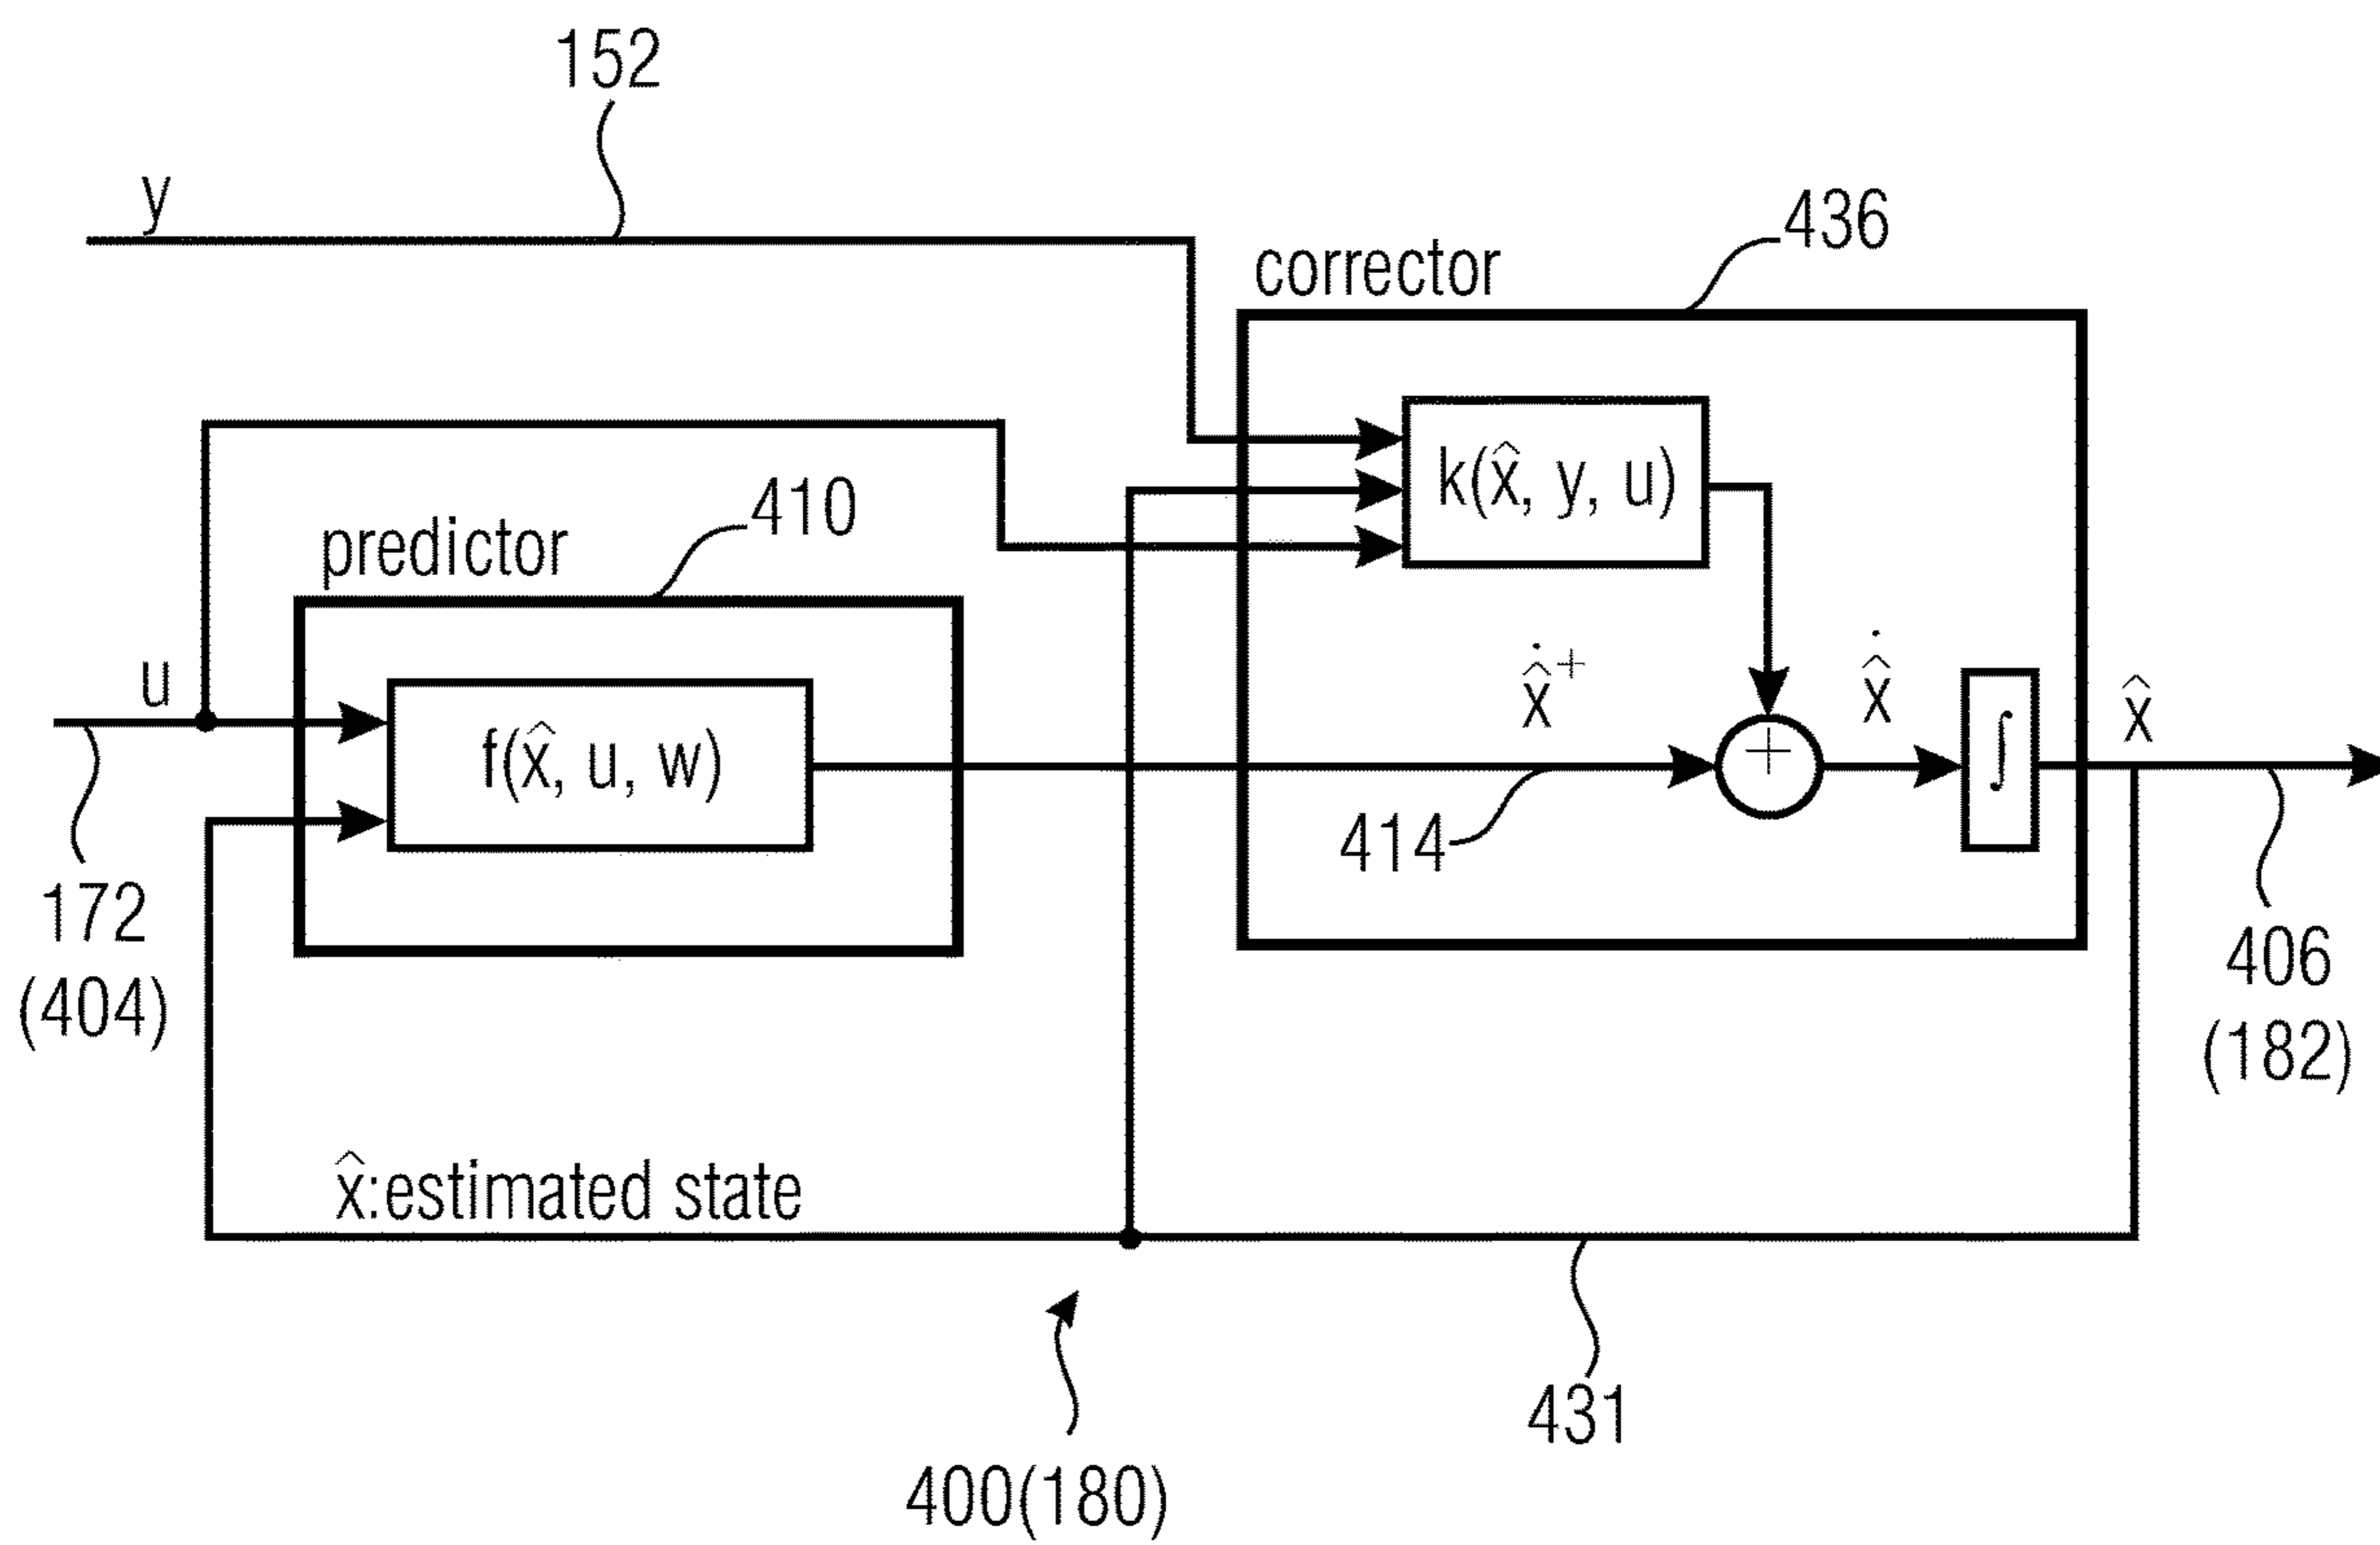 152
y
436
corrector
k(x̂, y, u)
410
predictor
u
f(x̂, u, w)
x̂̇⁺
+
x̂̇
∫
x̂
414
172
(404)
406
(182)
x̂:estimated state
431
400(180)